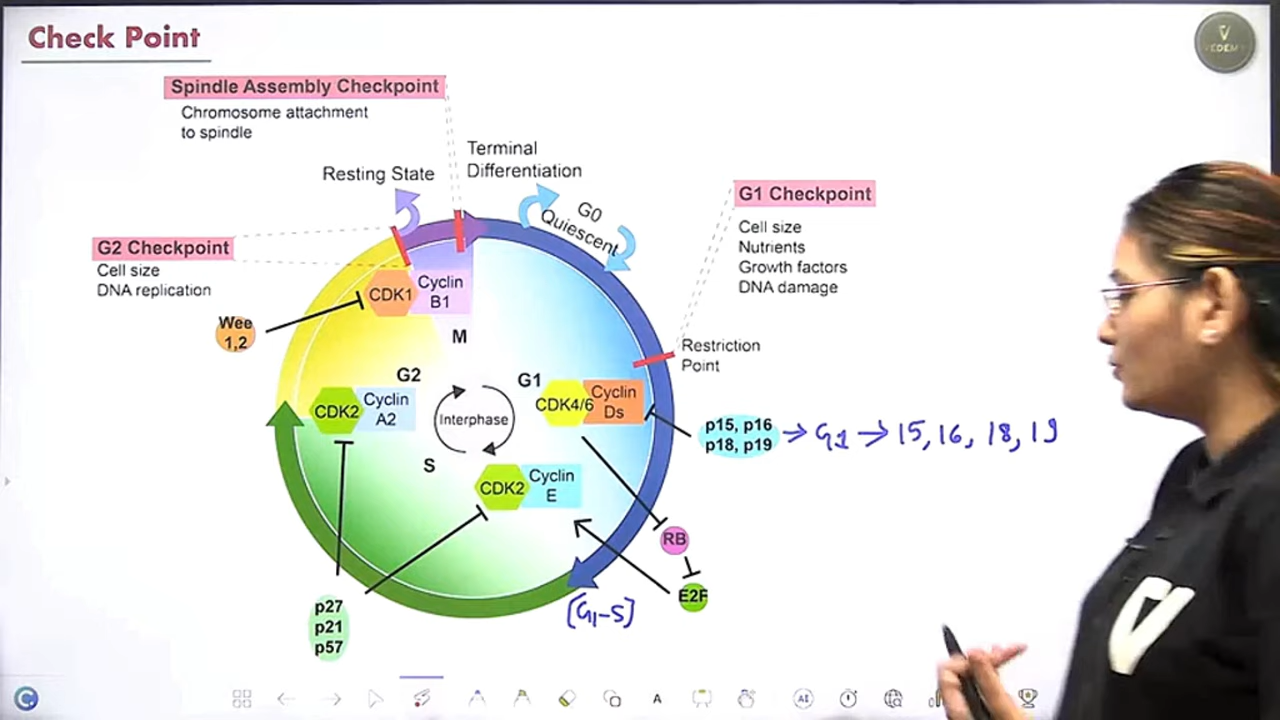 Check Point
VEDEMY
Spindle Assembly Checkpoint
Chromosome attachment
to spindle
Resting State
Terminal
Differentiation
G0
Quiescent
G1 Checkpoint
Cell size
Nutrients
Growth factors
DNA damage
G2 Checkpoint
Cell size
DNA replication
CDK1
Cyclin
B1
Wee
1,2
M
Restriction
Point
G2
G1
CDK2
Cyclin
A2
Interphase
CDK4/6
Cyclin
Ds
p15, p16
p18, p19
→ G1 → 15, 16, 18, 19
S
CDK2
Cyclin
E
RB
E2F
[G1-S]
p27
p21
p57
A
AI